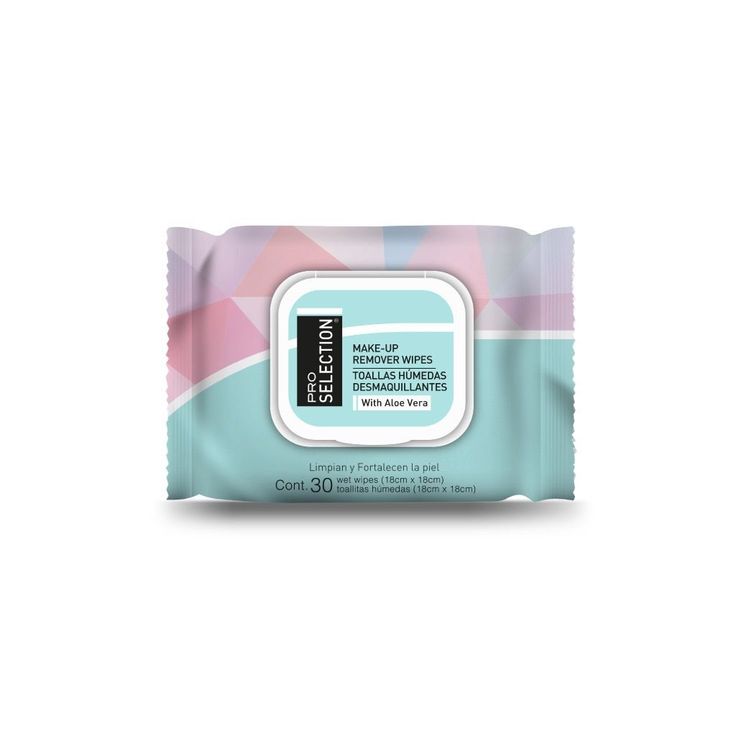 PRO
SELECTION®
MAKE-UP
REMOVER WIPES
TOALLAS HÚMEDAS
DESMAQUILLANTES
With Aloe Vera
Limpian y Fortalecen la piel
Cont. 30 wet wipes (18cm x 18cm)
toallitas húmedas (18cm x 18cm)